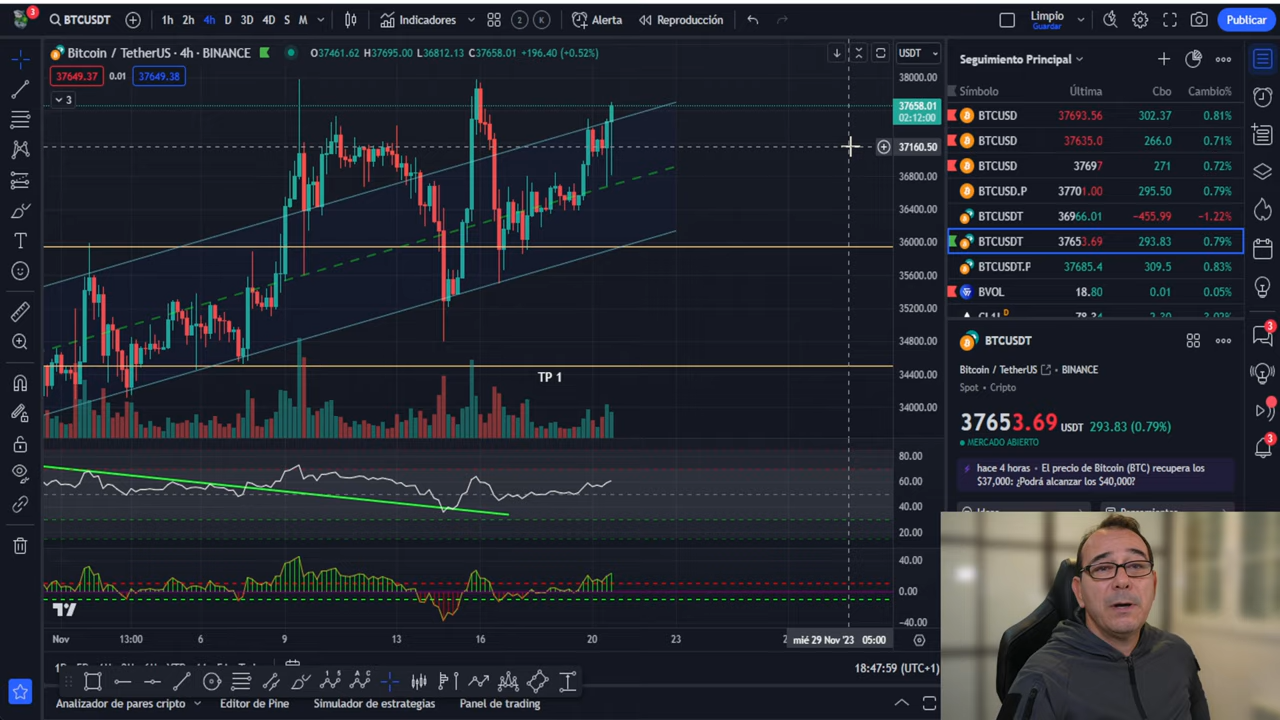 3
BTCUSDT
1h 2h 4h D 3D 4D S M
Indicadores
2 K
Alerta
Reproducción
Limpio
Guardar
Publicar
Bitcoin / TetherUS · 4h · BINANCE
O37461.62 H37695.00 L36812.13 C37658.01 +196.40 (+0.52%)
USDT
37649.37 0.01 37649.38
3
38000.00
37658.01
02:12:00
37160.50
36800.00
36400.00
36000.00
35600.00
35200.00
34800.00
34400.00
34000.00
TP 1
80.00
60.00
40.00
20.00
40.00
0.00
-40.00
Nov 13:00 6 9 13 16 20 23
mié 29 Nov '23 05:00
18:47:59 (UTC+1)
Analizador de pares cripto
Editor de Pine
Simulador de estrategias
Panel de trading
Seguimiento Principal
Símbolo Última Cbo Cambio%
BTCUSD 37693.56 302.37 0.81%
BTCUSD 37635.0 266.0 0.71%
BTCUSD 37697 271 0.72%
BTCUSD.P 37701.00 295.50 0.79%
BTCUSDT 36966.01 −455.99 −1.22%
BTCUSDT 37653.69 293.83 0.79%
BTCUSDT.P 37685.4 309.5 0.83%
BVOL 18.80 0.01 0.05%
BTCUSDT
Bitcoin / TetherUS · BINANCE
Spot · Cripto
37653.69 USDT 293.83 (0.79%)
MERCADO ABIERTO
hace 4 horas · El precio de Bitcoin (BTC) recupera los
$37,000: ¿Podrá alcanzar los $40,000?
3
3